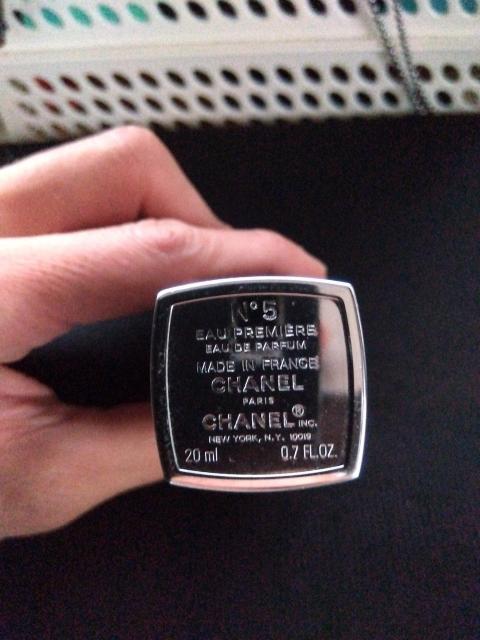 N°5
EAU PREMIÈRE
EAU DE PARFUM
MADE IN FRANCE
CHANEL
PARIS
CHANEL® INC.
NEW YORK, N.Y. 10019
20 ml 0.7 FL.OZ.